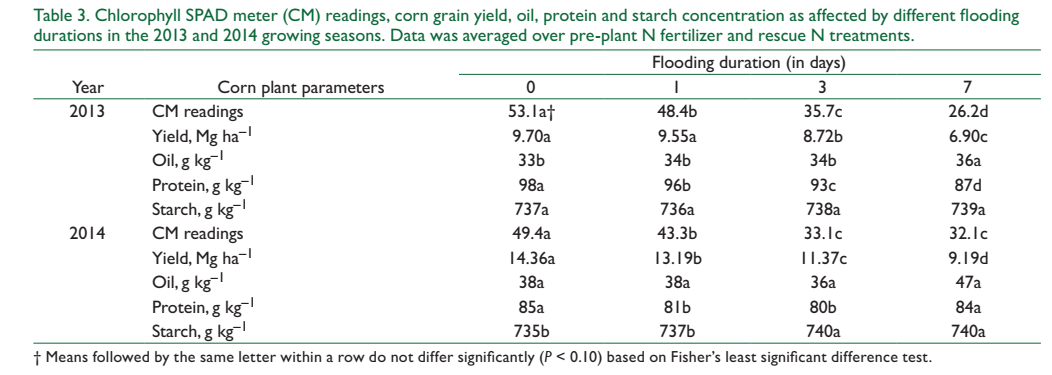 Table 3. Chlorophyll SPAD meter (CM) readings, corn grain yield, oil, protein and starch concentration as affected by different flooding
durations in the 2013 and 2014 growing seasons. Data was averaged over pre-plant N fertilizer and rescue N treatments.
Flooding duration (in days)
Year Corn plant parameters 0 1 3 7
2013 CM readings 53.1a† 48.4b 35.7c 26.2d
Yield, Mg ha⁻¹ 9.70a 9.55a 8.72b 6.90c
Oil, g kg⁻¹ 33b 34b 34b 36a
Protein, g kg⁻¹ 98a 96b 93c 87d
Starch, g kg⁻¹ 737a 736a 738a 739a
2014 CM readings 49.4a 43.3b 33.1c 32.1c
Yield, Mg ha⁻¹ 14.36a 13.19b 11.37c 9.19d
Oil, g kg⁻¹ 38a 38a 36a 47a
Protein, g kg⁻¹ 85a 81b 80b 84a
Starch, g kg⁻¹ 735b 737b 740a 740a
† Means followed by the same letter within a row do not differ significantly (P < 0.10) based on Fisher's least significant difference test.